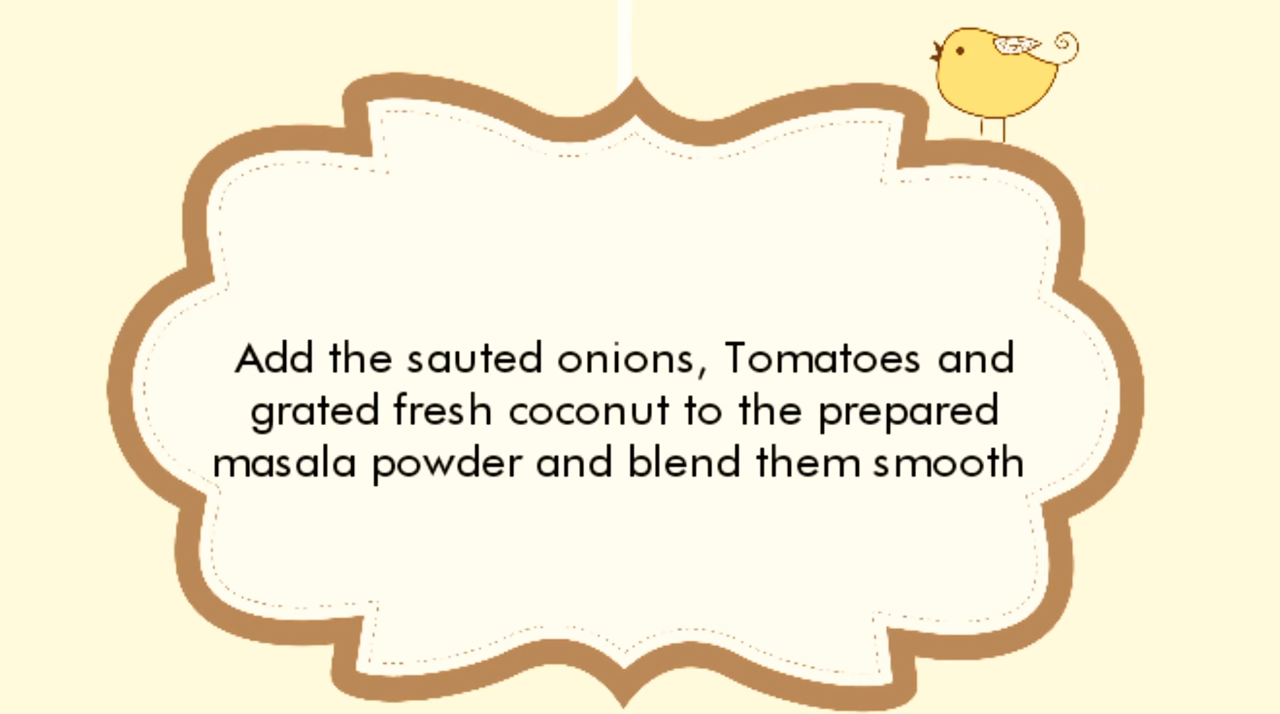 Add the sauted onions, Tomatoes and
grated fresh coconut to the prepared
masala powder and blend them smooth